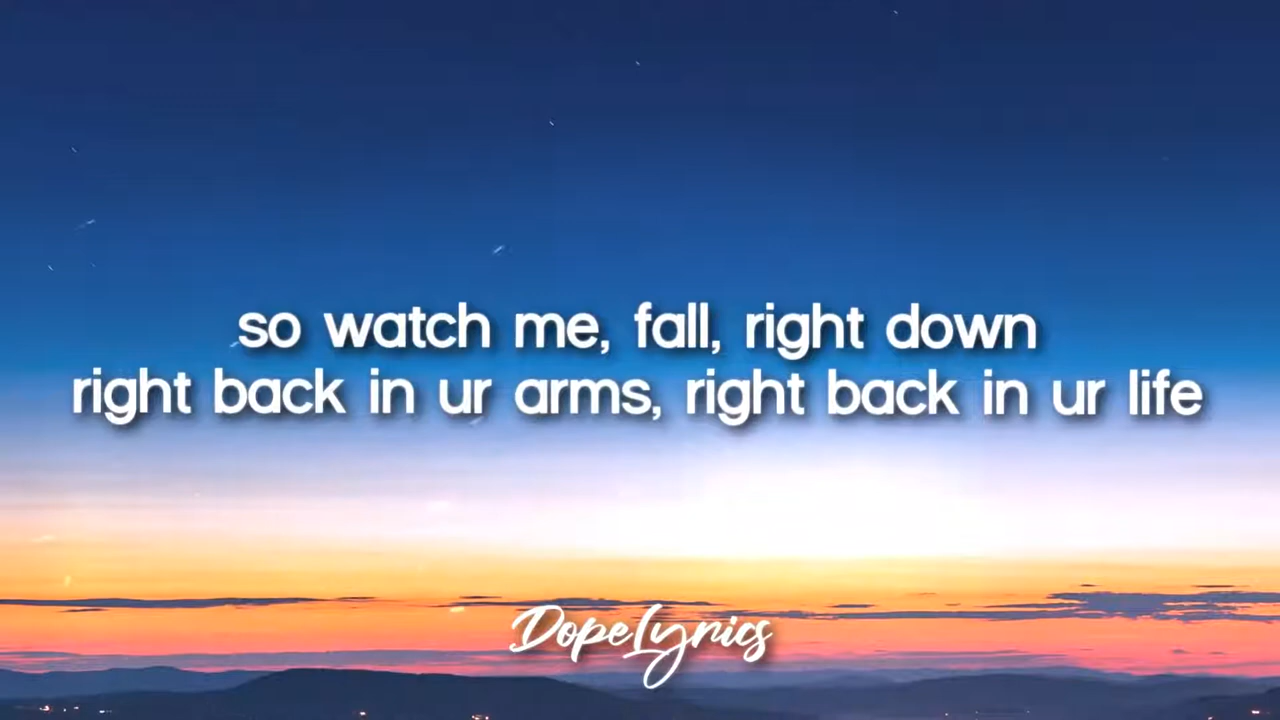 so watch me, fall, right down
right back in ur arms, right back in ur life
DopeLyrics